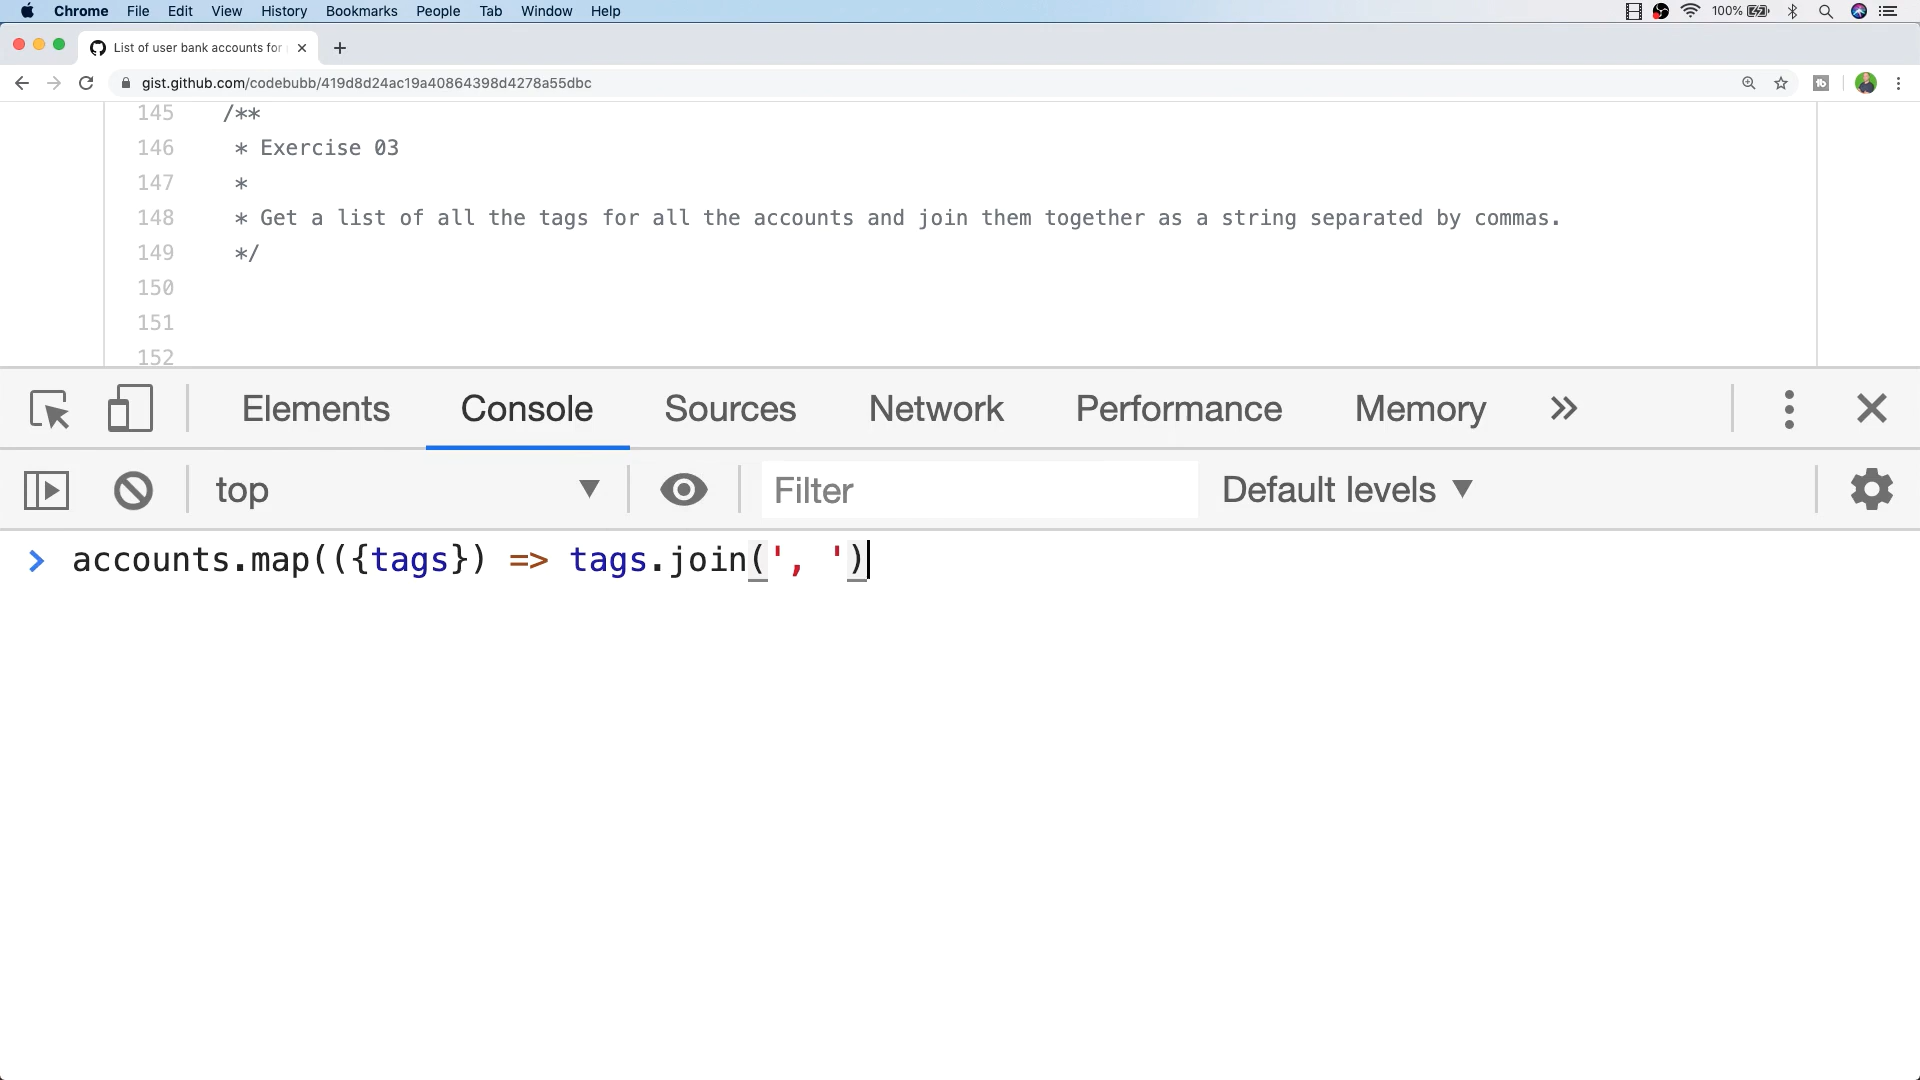 Chrome File Edit View History Bookmarks People Tab Window Help 100%
List of user bank accounts for
gist.github.com/codebubb/419d8d24ac19a40864398d4278a55dbc
145 /**
146 * Exercise 03
147 *
148 * Get a list of all the tags for all the accounts and join them together as a string separated by commas.
149 */
150
151
152
Elements Console Sources Network Performance Memory
top Filter Default levels
> accounts.map(({tags}) => tags.join(', ')